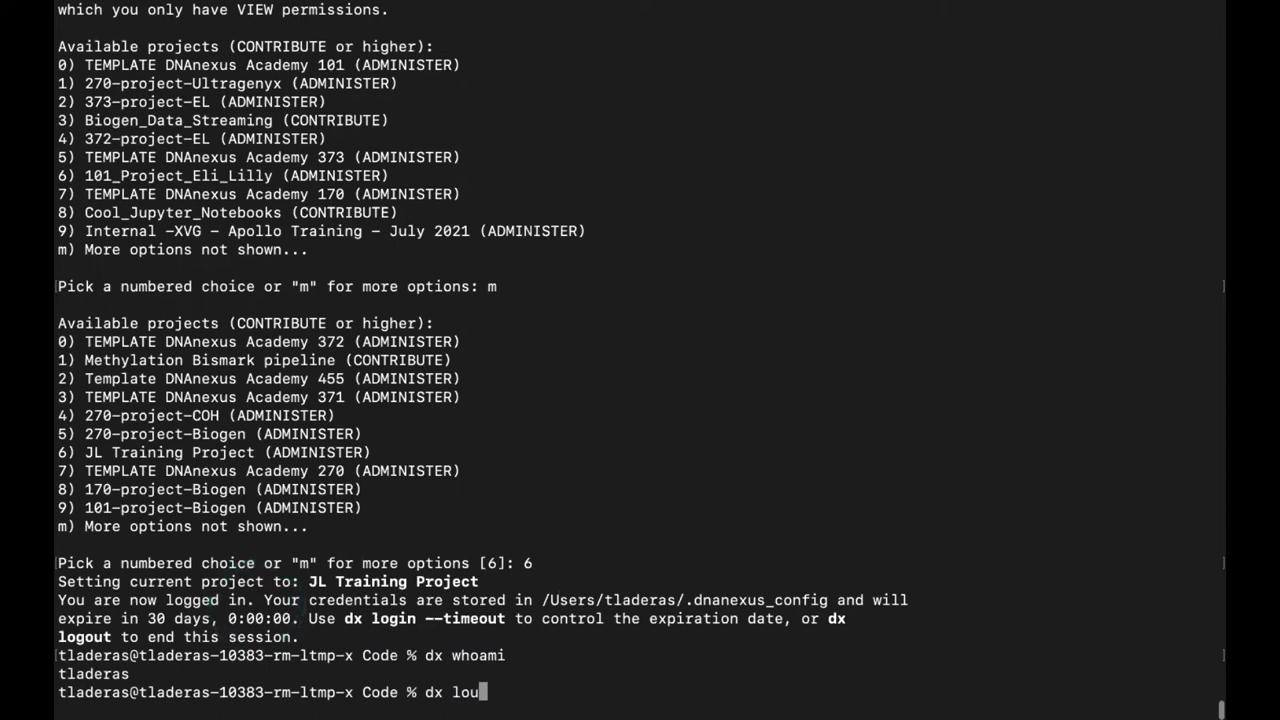 which you only have VIEW permissions.
Available projects (CONTRIBUTE or higher):
0) TEMPLATE DNAnexus Academy 101 (ADMINISTER)
1) 270-project-Ultragenyx (ADMINISTER)
2) 373-project-EL (ADMINISTER)
3) Biogen_Data_Streaming (CONTRIBUTE)
4) 372-project-EL (ADMINISTER)
5) TEMPLATE DNAnexus Academy 373 (ADMINISTER)
6) 101_Project_Eli_Lilly (ADMINISTER)
7) TEMPLATE DNAnexus Academy 170 (ADMINISTER)
8) Cool_Jupyter_Notebooks (CONTRIBUTE)
9) Internal -XVG - Apollo Training - July 2021 (ADMINISTER)
m) More options not shown...
[Pick a numbered choice or "m" for more options: m ]
Available projects (CONTRIBUTE or higher):
0) TEMPLATE DNAnexus Academy 372 (ADMINISTER)
1) Methylation Bismark pipeline (CONTRIBUTE)
2) Template DNAnexus Academy 455 (ADMINISTER)
3) TEMPLATE DNAnexus Academy 371 (ADMINISTER)
4) 270-project-COH (ADMINISTER)
5) 270-project-Biogen (ADMINISTER)
6) JL Training Project (ADMINISTER)
7) TEMPLATE DNAnexus Academy 270 (ADMINISTER)
8) 170-project-Biogen (ADMINISTER)
9) 101-project-Biogen (ADMINISTER)
m) More options not shown...
[Pick a numbered choice or "m" for more options [6]: 6 ]
Setting current project to: JL Training Project
You are now logged in. Your credentials are stored in /Users/tladeras/.dnanexus_config and will
expire in 30 days, 0:00:00. Use dx login --timeout to control the expiration date, or dx
logout to end this session.
[tladeras@tladeras-10383-rm-ltmp-x Code % dx whoami ]
tladeras
tladeras@tladeras-10383-rm-ltmp-x Code % dx lou